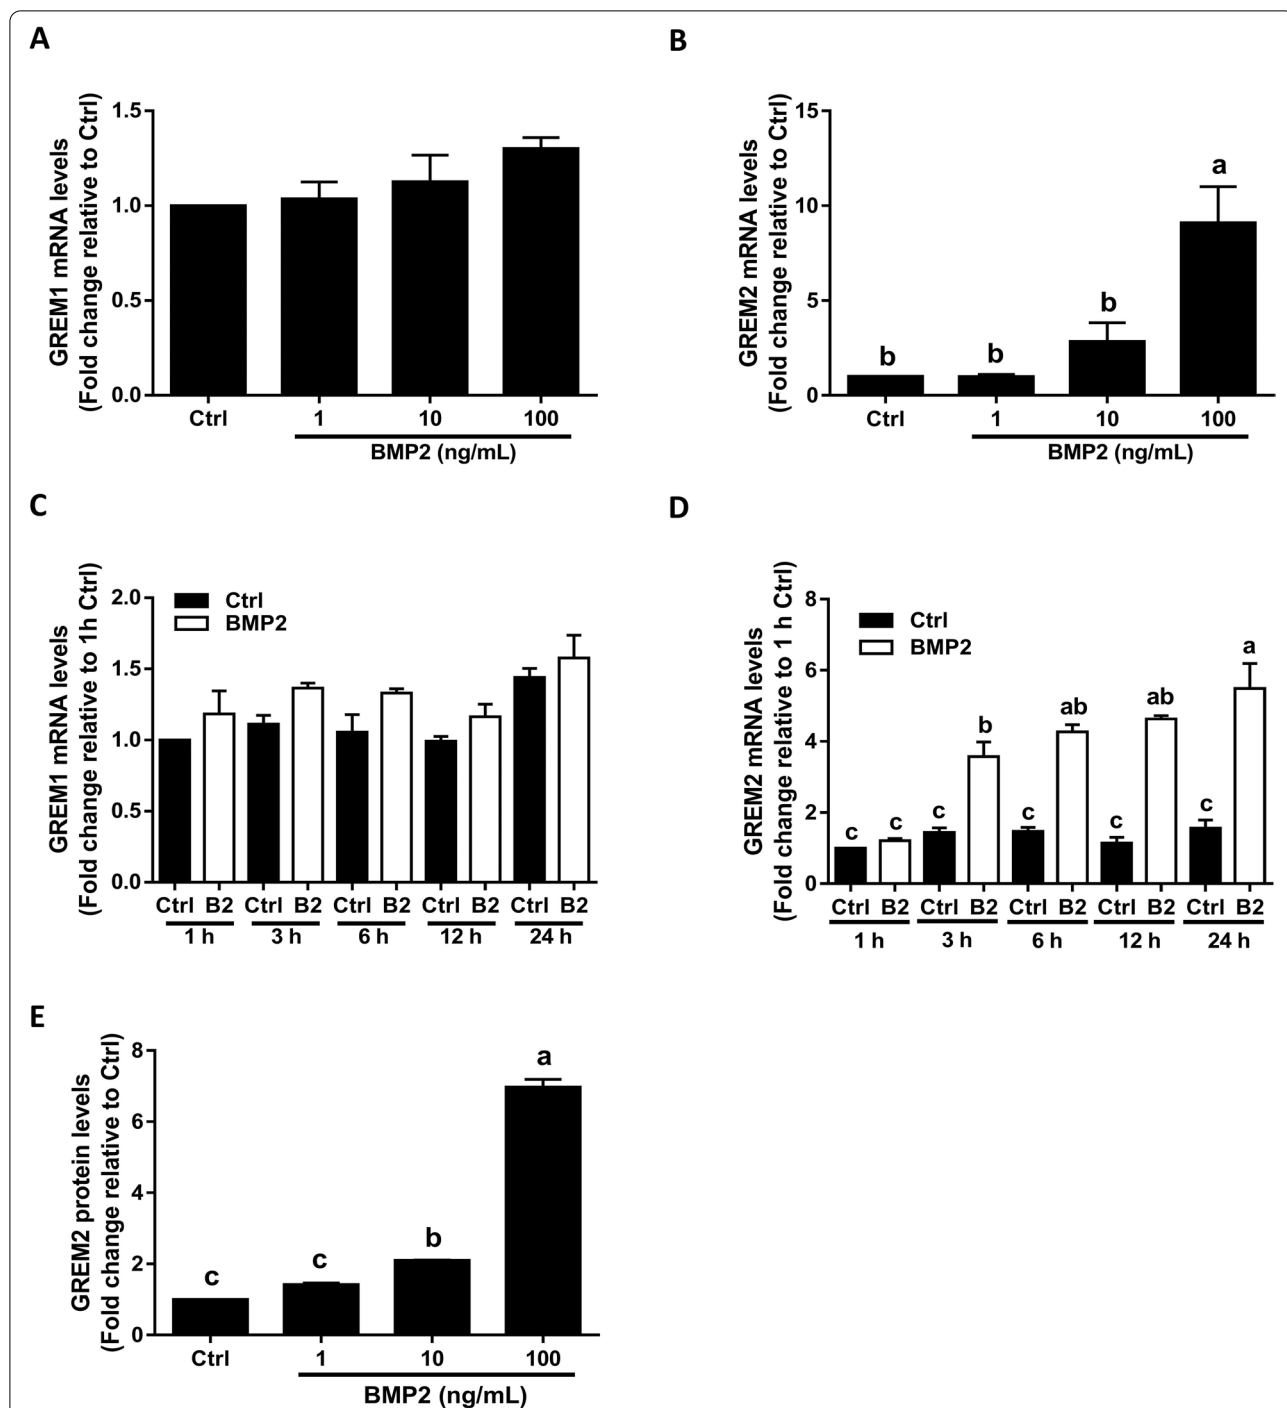 A
GREM1 mRNA levels
(Fold change relative to Ctrl)
1.5
1.0
0.5
0.0
Ctrl 1 10 100
BMP2 (ng/mL)
B
GREM2 mRNA levels
(Fold change relative to Ctrl)
15
10
5
0
b b b a
Ctrl 1 10 100
BMP2 (ng/mL)
C
GREM1 mRNA levels
(Fold change relative to 1h Ctrl)
2.0
1.5
1.0
0.5
0.0
Ctrl
BMP2
Ctrl B2 Ctrl B2 Ctrl B2 Ctrl B2 Ctrl B2
1 h 3 h 6 h 12 h 24 h
D
GREM2 mRNA levels
(Fold change relative to 1 h Ctrl)
8
6
4
2
0
Ctrl
BMP2
c c c b c ab c ab c a
Ctrl B2 Ctrl B2 Ctrl B2 Ctrl B2 Ctrl B2
1 h 3 h 6 h 12 h 24 h
E
GREM2 protein levels
(Fold change relative to Ctrl)
8
6
4
2
0
c c b a
Ctrl 1 10 100
BMP2 (ng/mL)